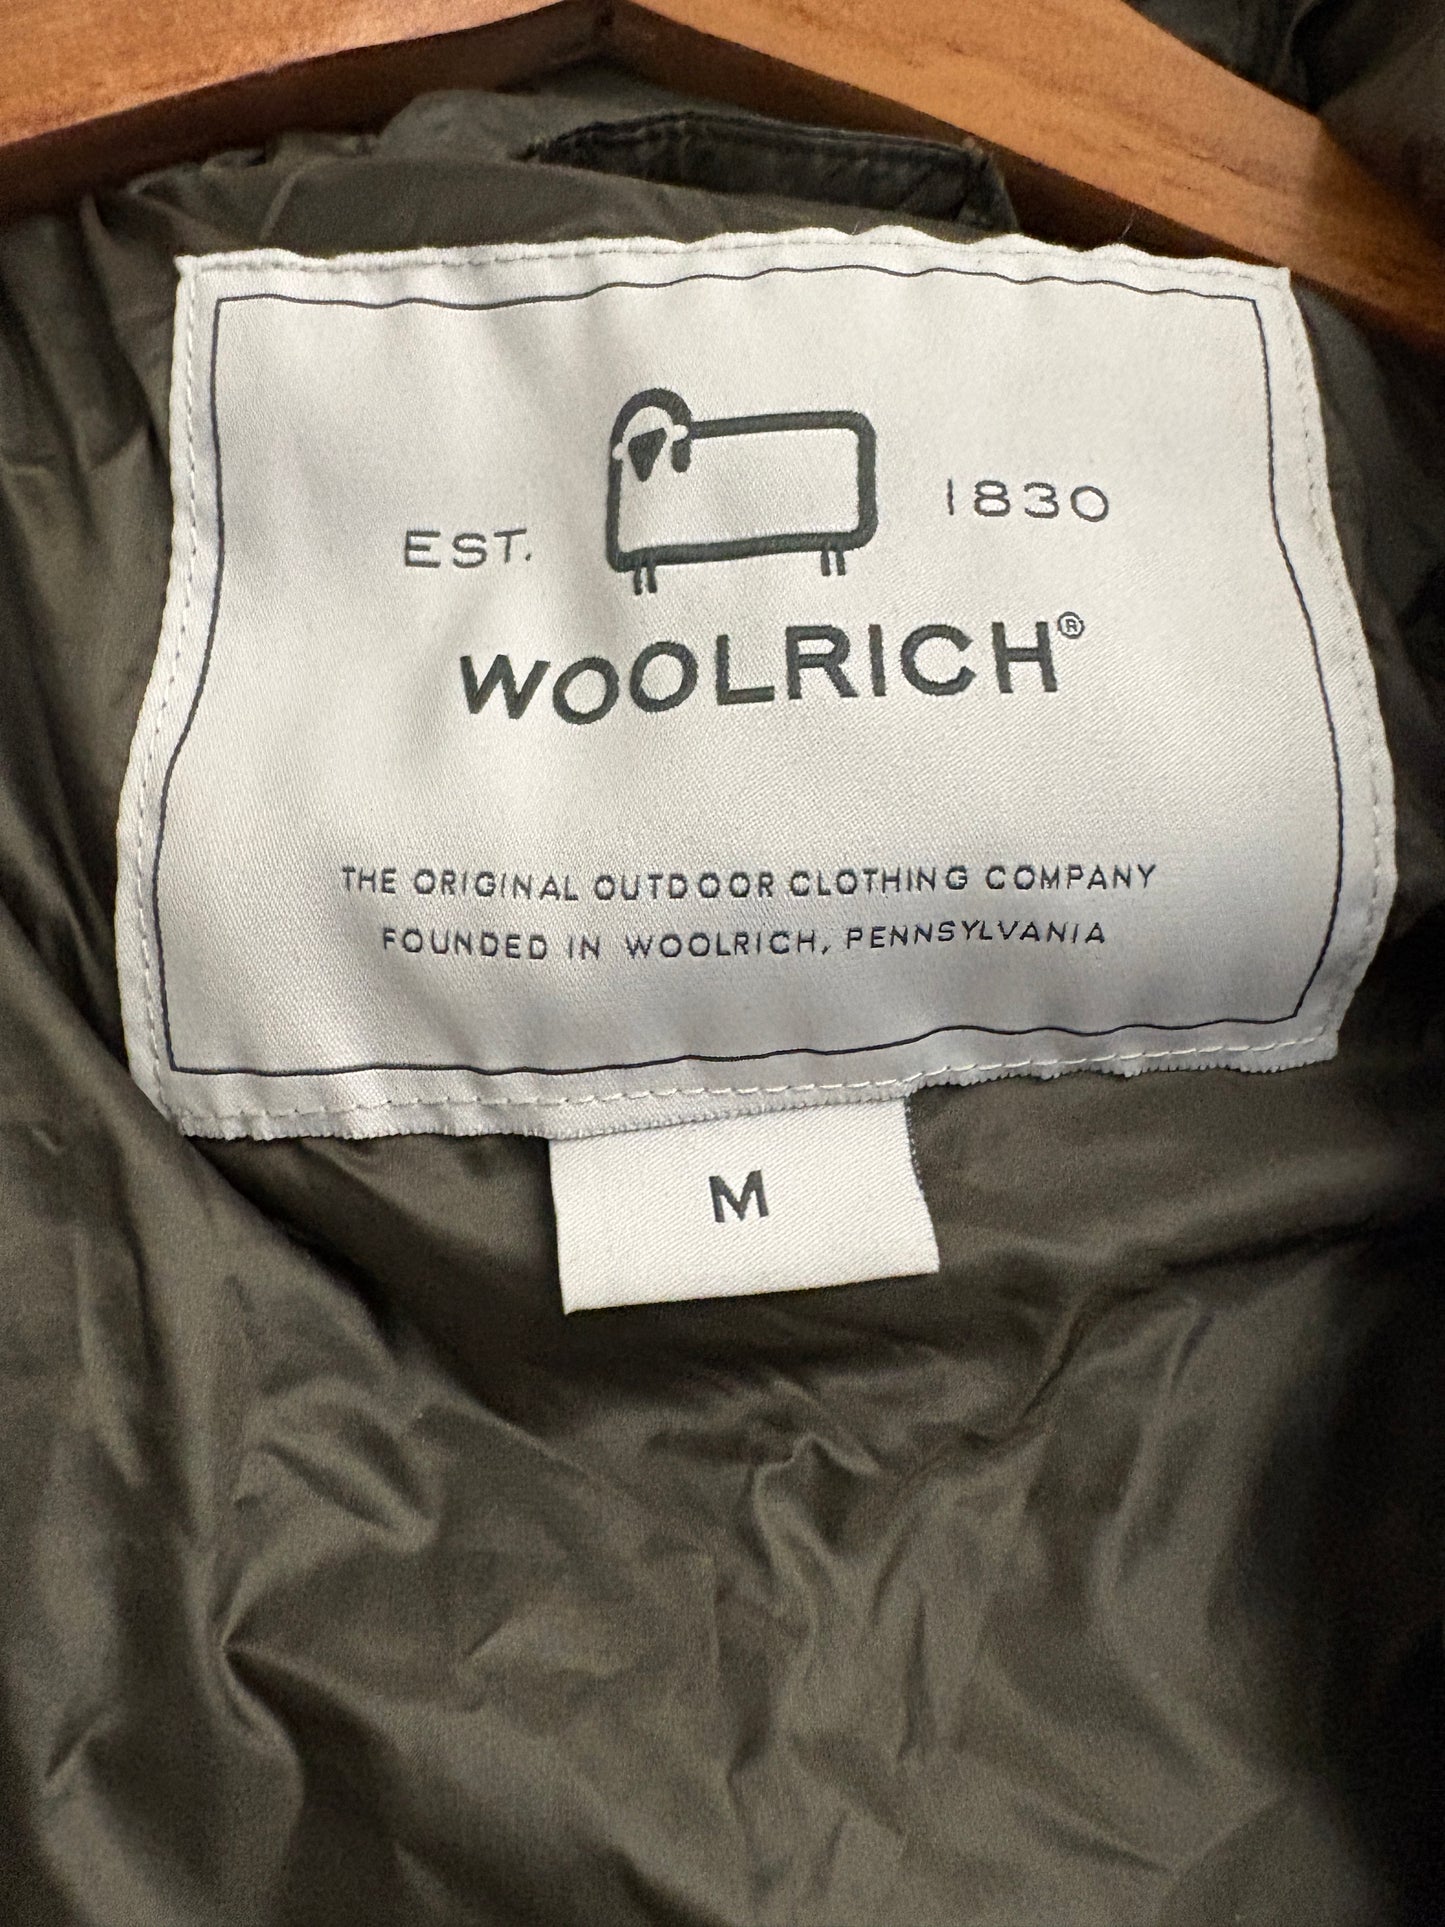 EST. 1830
WOOLRICH®
THE ORIGINAL OUTDOOR CLOTHING COMPANY
FOUNDED IN WOOLRICH, PENNSYLVANIA
M